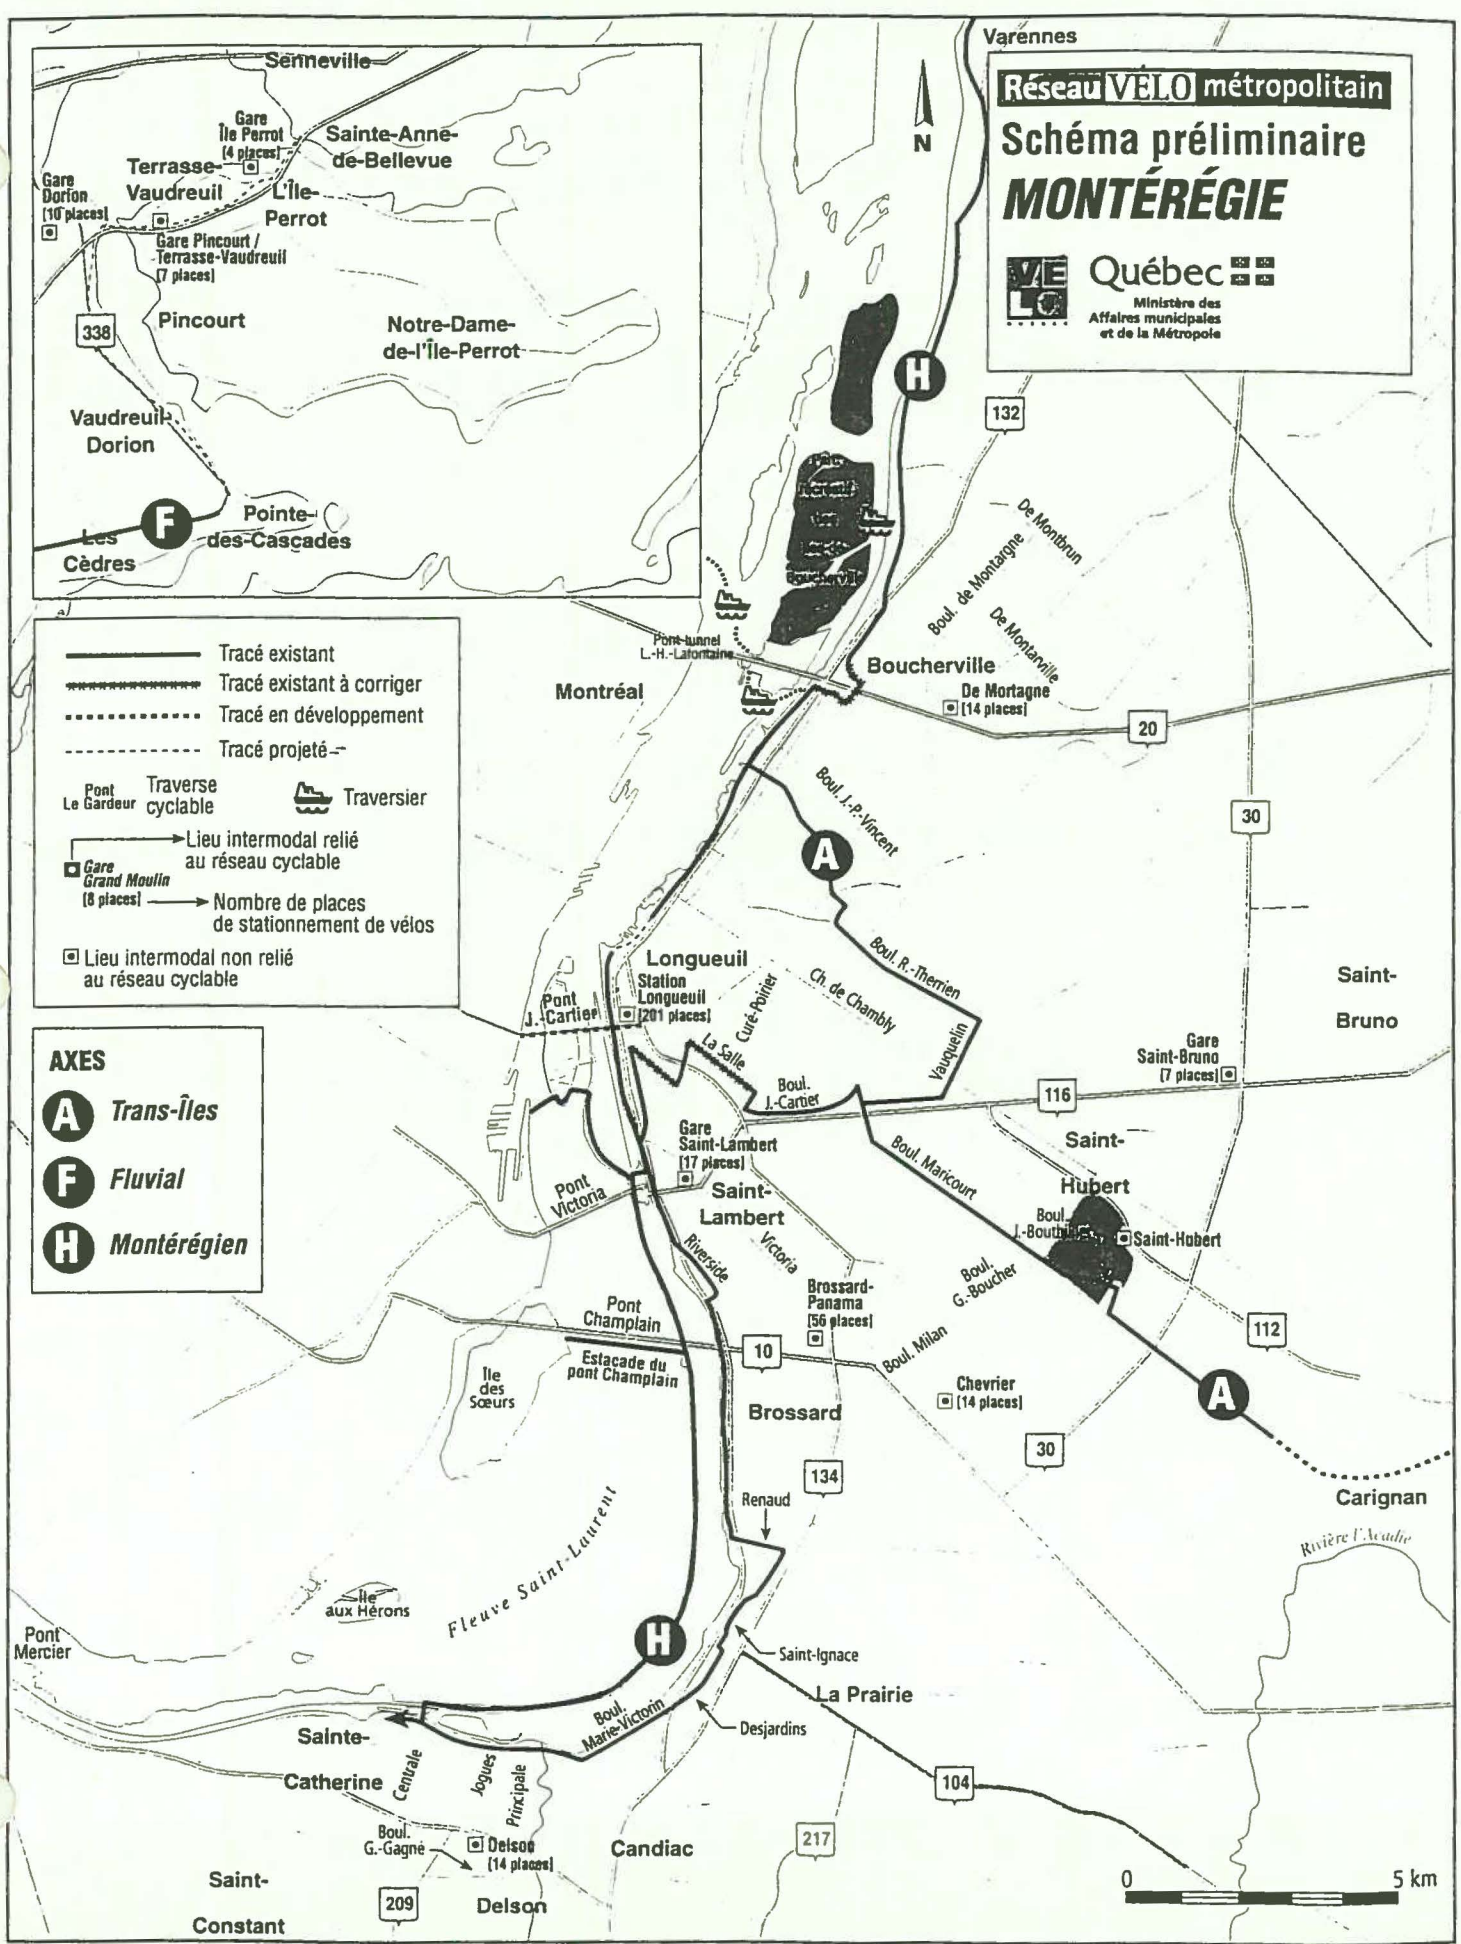 Varennes
Réseau VÉLO métropolitain
Schéma préliminaire
MONTÉRÉGIE
VÉLO
Québec
Ministère des
Affaires municipales
et de la Métropole
N
Senneville
Gare
Île Perrot
[4 places]
Sainte-Anne-
de-Bellevue
Terrasse-
Vaudreuil
Gare
Dorion
[10 places]
L'Île-
Perrot
Gare Pincourt /
Terrasse-Vaudreuil
[7 places]
338
Pincourt
Notre-Dame-
de-l'Île-Perrot
Vaudreuil-
Dorion
F
Les
Cèdres
Pointe-
des-Cascades
H
132
Boucherville
De Montbrun
Boul. de Montargne
De Montarville
Pont-tunnel
L.-H.-Lafontaine
Montréal
Boucherville
De Mortagne
[14 places]
20
30
Tracé existant
Tracé existant à corriger
Tracé en développement
Tracé projeté
Pont
Le Gardeur
Traverse
cyclable
Traversier
Lieu intermodal relié
au réseau cyclable
Gare
Grand Moulin
[8 places]
Nombre de places
de stationnement de vélos
Lieu intermodal non relié
au réseau cyclable
AXES
A Trans-Îles
F Fluvial
H Montérégien
Boul. J.-P.-Vincent
A
Boul. R.-Therrien
Longueuil
Station
Longueuil
[201 places]
Pont
J.-Cartier
Curé-Poirier
Ch. de Chambly
La Salle
Vauquelin
Boul.
J.-Cartier
Saint-
Bruno
Gare
Saint-Bruno
[7 places]
116
Gare
Saint-Lambert
[17 places]
Saint-
Lambert
Pont
Victoria
Boul. Maricourt
Saint-
Hubert
Boul.
Saint-Hubert
Riverside
Victoria
Boul.
G.-Boucher
Brossard-
Panama
[56 places]
Pont
Champlain
Estacade du
pont Champlain
10
Boul. Milan
112
Île
des
Sœurs
Chevrier
[14 places]
A
Brossard
30
134
Renaud
Carignan
Rivière l'Acadie
Fleuve Saint-Laurent
Île
aux Hérons
Pont
Mercier
H
Saint-Ignace
La Prairie
Boul.
Marie-Victorin
Desjardins
Sainte-
Catherine
Centrale
Jogues
Principale
104
Boul.
G.-Gagné
Delson
[14 places]
Candiac
217
Saint-
Constant
209
Delson
0 5 km